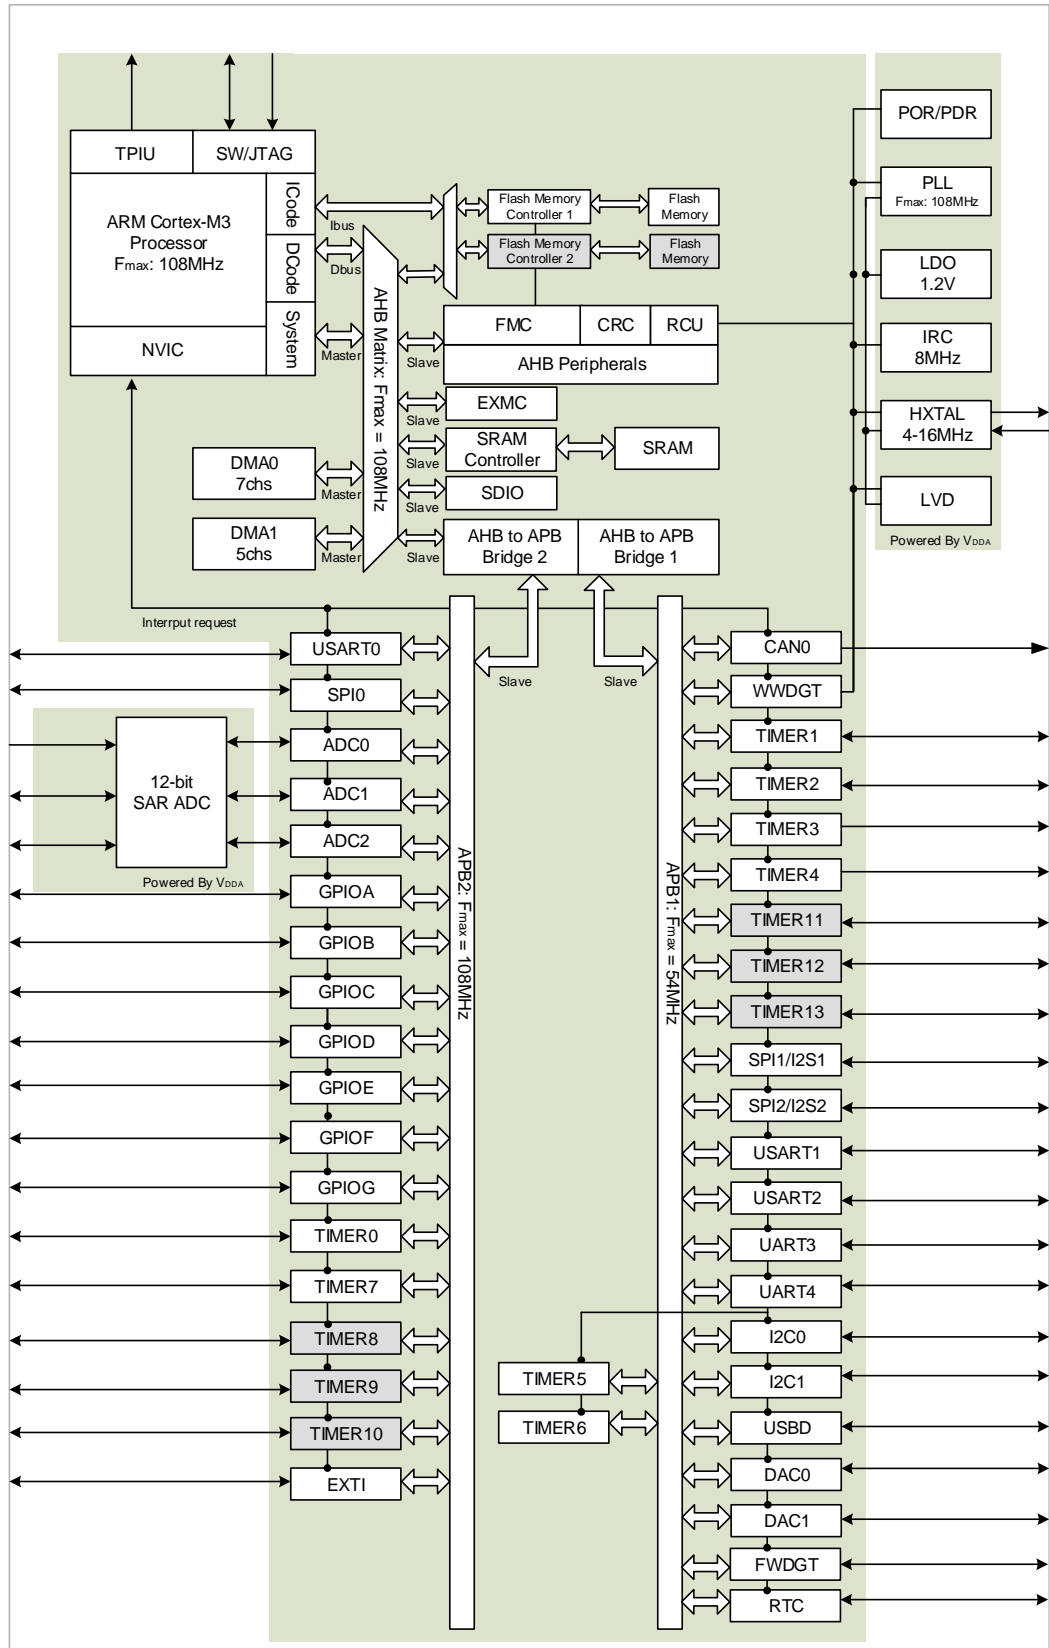 TPIU
SW/JTAG
ARM Cortex-M3
Processor
Fmax: 108MHz
ICode
DCode
System
NVIC
Ibus
Dbus
Master
AHB Matrix: Fmax = 108MHz
Flash Memory
Controller 1
Flash
Memory
Flash Memory
Controller 2
Flash
Memory
FMC
CRC
RCU
AHB Peripherals
Slave
EXMC
Slave
SRAM
Controller
SRAM
Slave
SDIO
Slave
AHB to APB
Bridge 2
AHB to APB
Bridge 1
Slave
DMA0
7chs
Master
DMA1
5chs
Master
POR/PDR
PLL
Fmax: 108MHz
LDO
1.2V
IRC
8MHz
HXTAL
4-16MHz
LVD
Powered By VDDA
Interrput request
Slave
Slave
USART0
SPI0
ADC0
ADC1
ADC2
12-bit
SAR ADC
Powered By VDDA
GPIOA
GPIOB
GPIOC
GPIOD
GPIOE
GPIOF
GPIOG
TIMER0
TIMER7
TIMER8
TIMER9
TIMER10
EXTI
APB2: Fmax = 108MHz
APB1: Fmax = 54MHz
TIMER5
TIMER6
CAN0
WWDGT
TIMER1
TIMER2
TIMER3
TIMER4
TIMER11
TIMER12
TIMER13
SPI1/I2S1
SPI2/I2S2
USART1
USART2
UART3
UART4
I2C0
I2C1
USBD
DAC0
DAC1
FWDGT
RTC